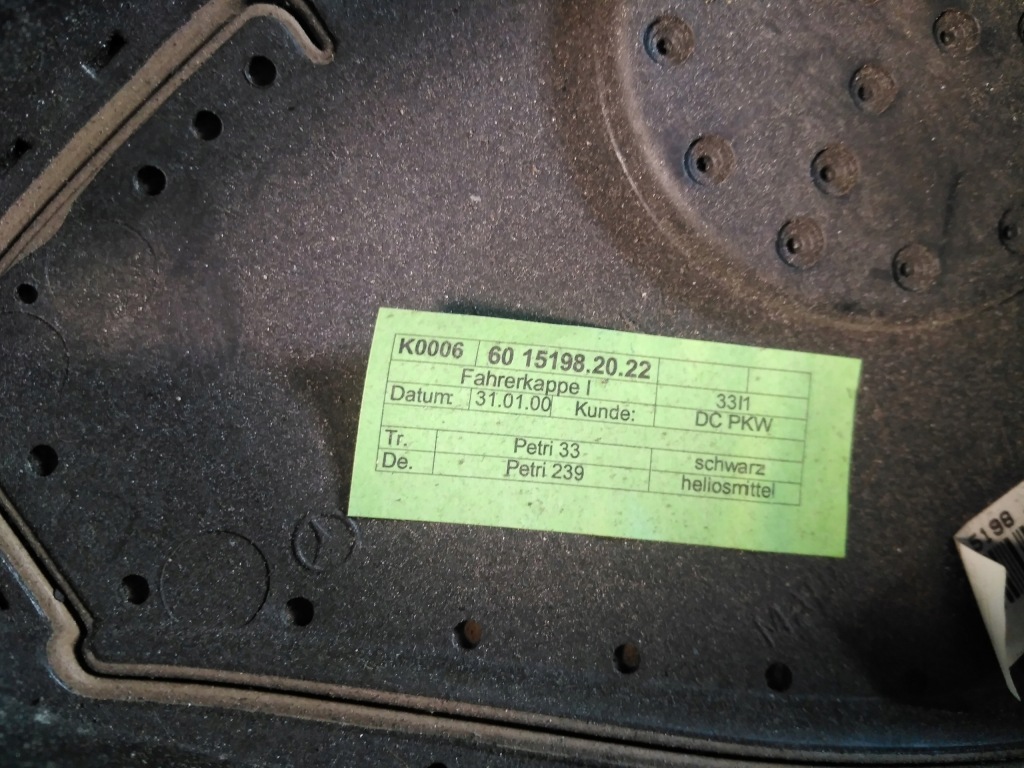 K0006 60 15198.20.22
Fahrerkappe I 33I1
Datum: 31.01.00 Kunde: DC PKW
Tr. Petri 33 schwarz
De. Petri 239 heliosmittel
5198